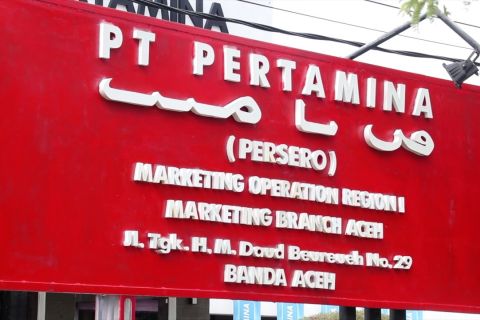 PT PERTAMINA
(PERSERO)
MARKETING OPERATION REGION I
MARKETING BRANCH ACEH
Jl. Tgk. H. M. Daud Beureueh No. 29
BANDA ACEH